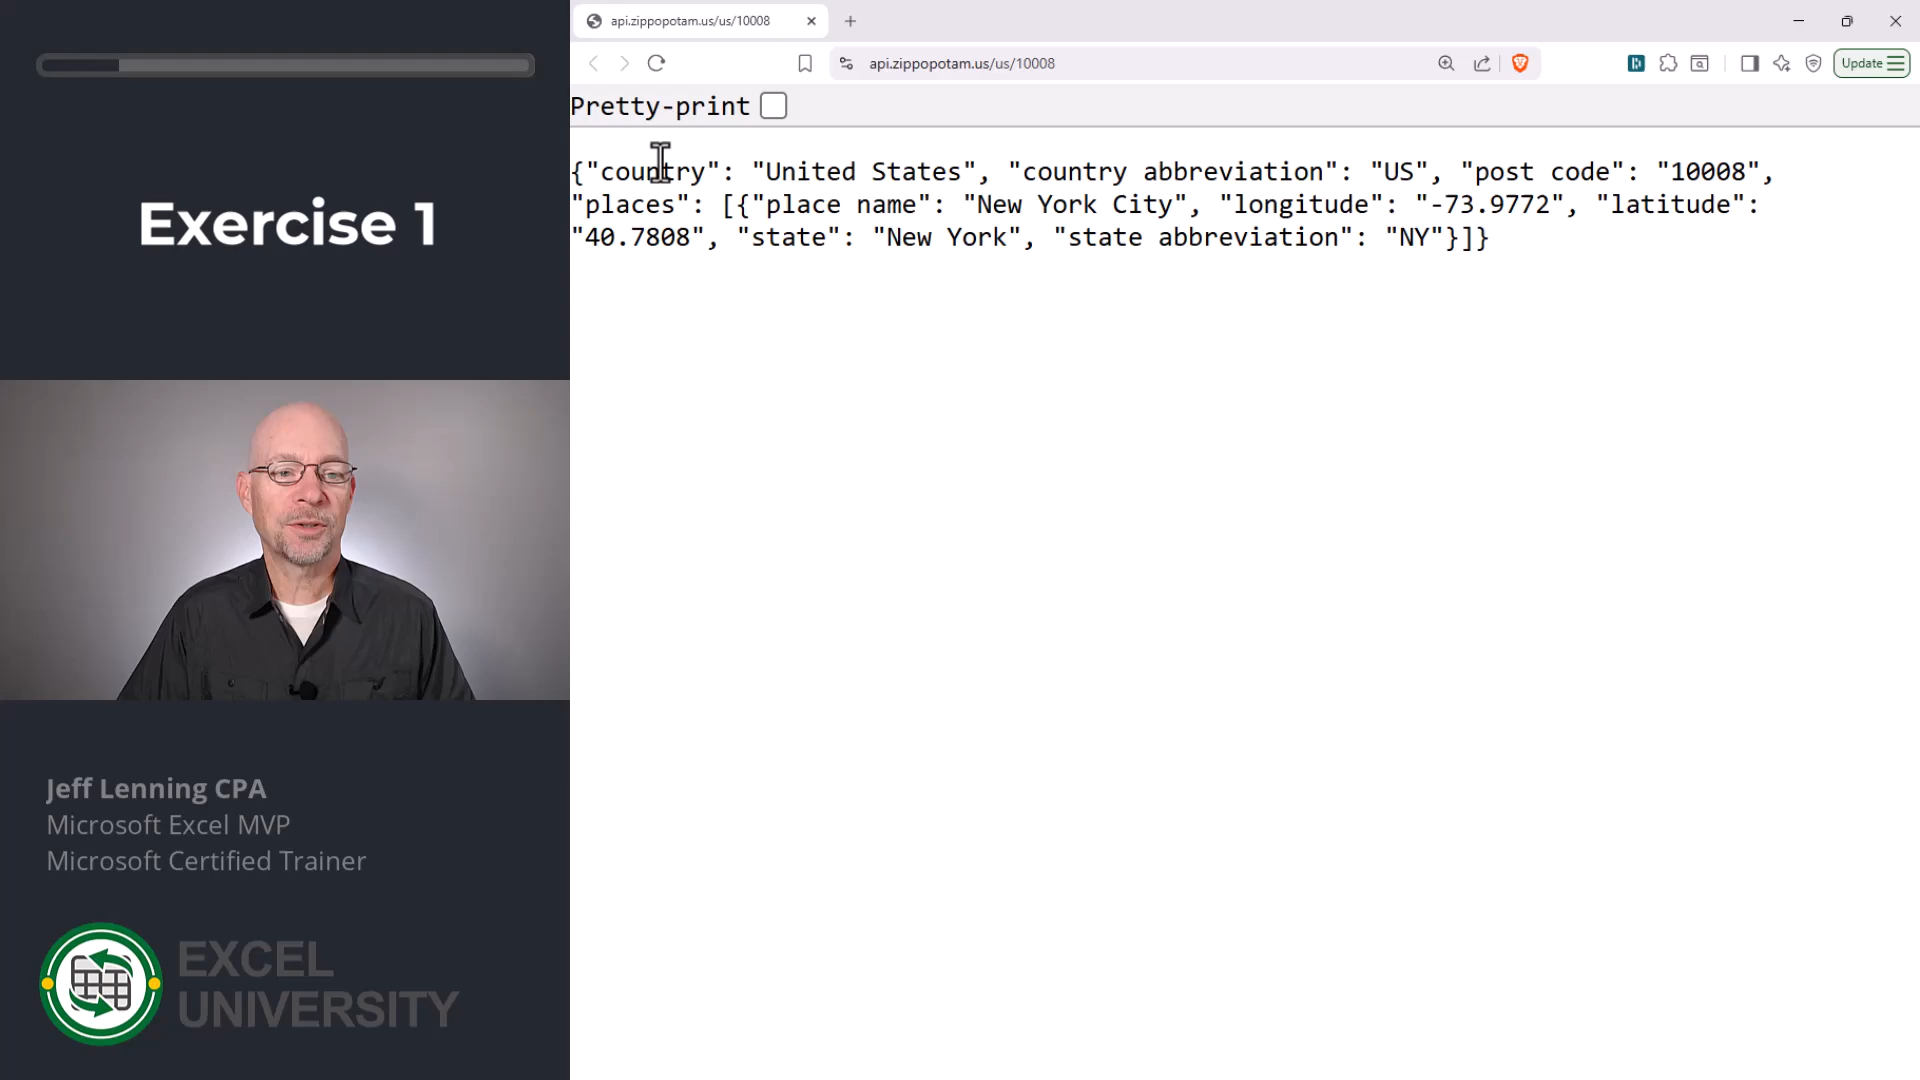 Exercise 1
Jeff Lenning CPA
Microsoft Excel MVP
Microsoft Certified Trainer
EXCEL
UNIVERSITY
api.zippopotam.us/us/10008
api.zippopotam.us/us/10008
Update
Pretty-print
{"country": "United States", "country abbreviation": "US", "post code": "10008",
"places": [{"place name": "New York City", "longitude": "-73.9772", "latitude":
"40.7808", "state": "New York", "state abbreviation": "NY"}]}